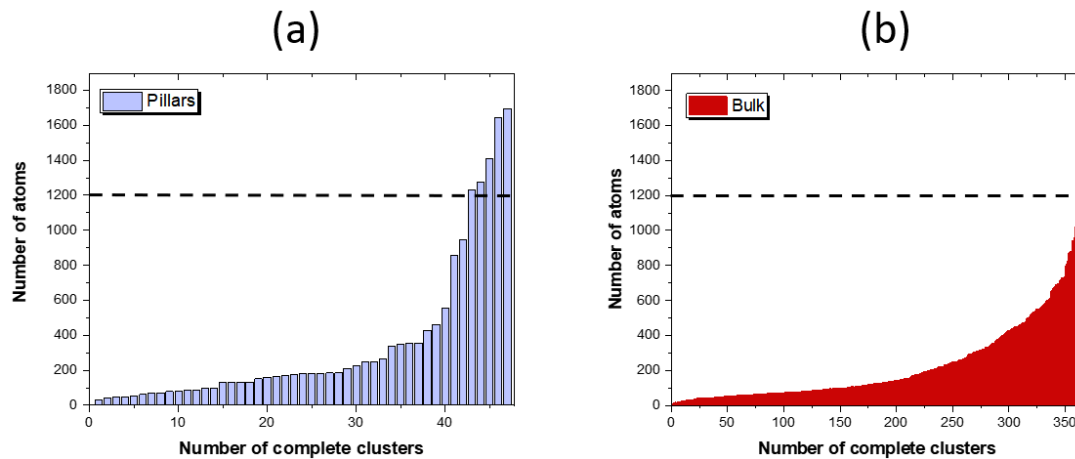 (a)
(b)
Pillars
Number of atoms
1800
1600
1400
1200
1000
800
600
400
200
0
0 10 20 30 40
Number of complete clusters
Bulk
Number of atoms
1800
1600
1400
1200
1000
800
600
400
200
0
0 50 100 150 200 250 300 350
Number of complete clusters